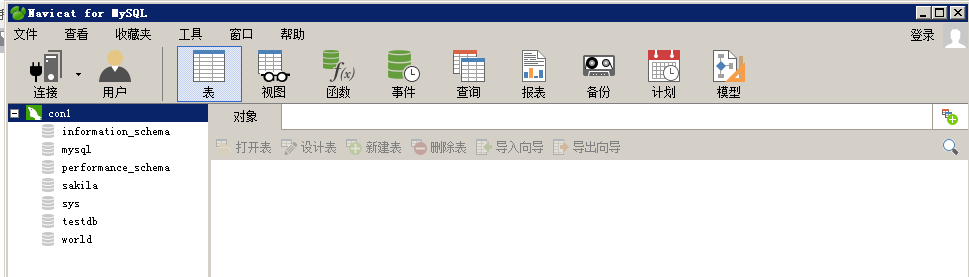 Navicat for MySQL
文件 查看 收藏夹 工具 窗口 帮助 登录
连接 用户 表 视图 f(x) 函数 事件 查询 报表 备份 计划 模型
con1 对象
information_schema 打开表 设计表 新建表 删除表 导入向导 导出向导
mysql
performance_schema
sakila
sys
testdb
world